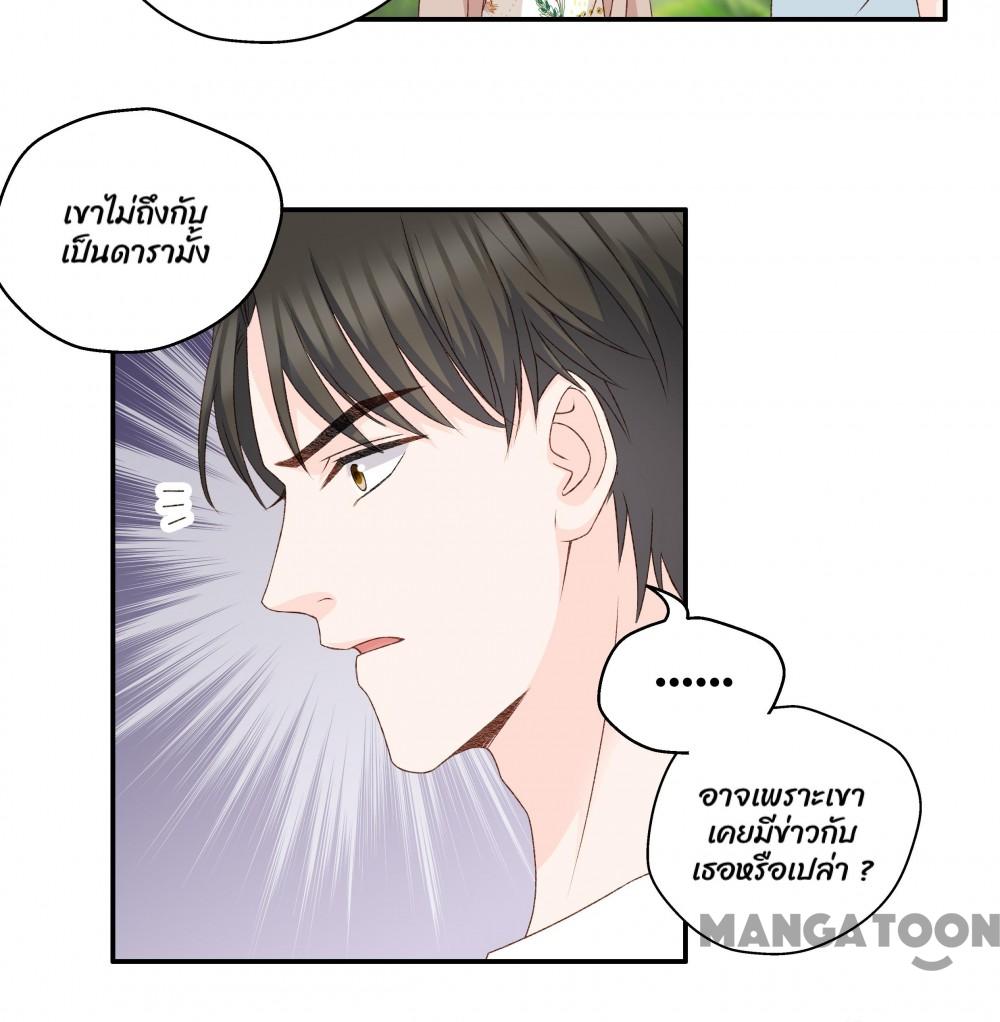 เขาไม่ถึงกับ
เป็นดารามั้ง
••••••
อาจเพราะเขา
เคยมีข่าวกับ
เธอหรือเปล่า ?
MANGATOON